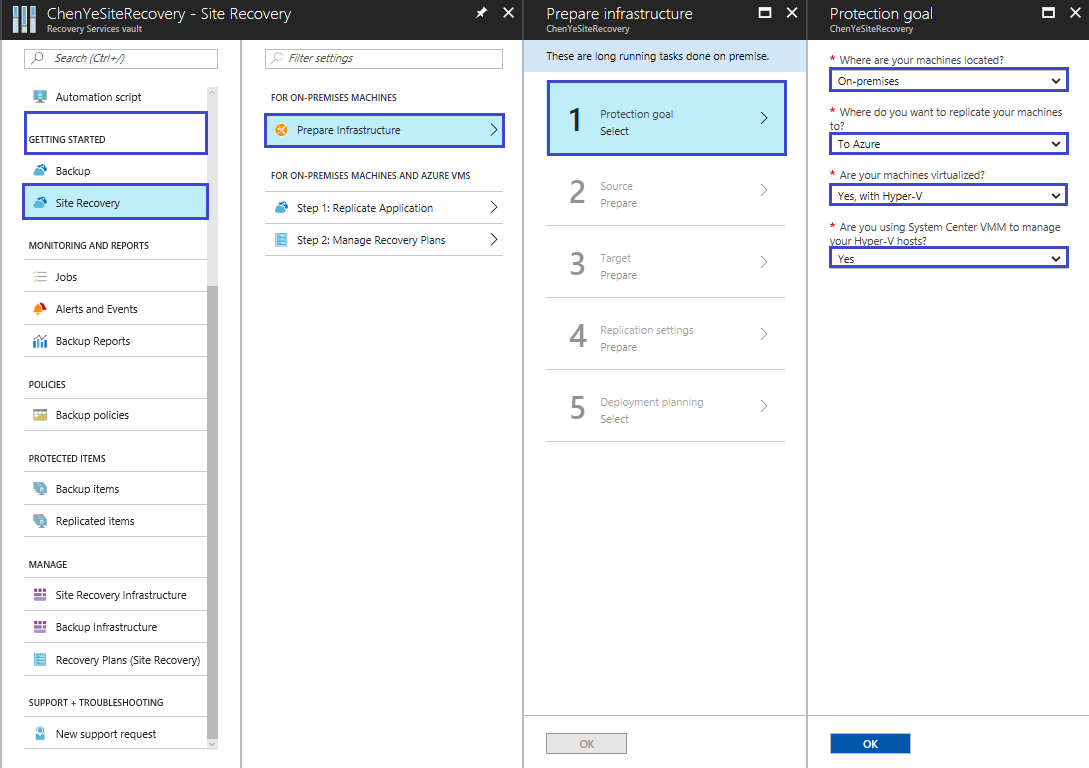 ChenYeSiteRecovery - Site Recovery
Recovery Services vault
Search (Ctrl+/)
Automation script
GETTING STARTED
Backup
Site Recovery
MONITORING AND REPORTS
Jobs
Alerts and Events
Backup Reports
POLICIES
Backup policies
PROTECTED ITEMS
Backup items
Replicated items
MANAGE
Site Recovery Infrastructure
Backup Infrastructure
Recovery Plans (Site Recovery)
SUPPORT + TROUBLESHOOTING
New support request
Filter settings
FOR ON-PREMISES MACHINES
Prepare Infrastructure
FOR ON-PREMISES MACHINES AND AZURE VMS
Step 1: Replicate Application
Step 2: Manage Recovery Plans
Prepare infrastructure
ChenYeSiteRecovery
These are long running tasks done on premise.
1
Protection goal
Select
2
Source
Prepare
3
Target
Prepare
4
Replication settings
Prepare
5
Deployment planning
Select
OK
Protection goal
ChenYeSiteRecovery
* Where are your machines located?
On-premises
* Where do you want to replicate your machines
to?
To Azure
* Are your machines virtualized?
Yes, with Hyper-V
* Are you using System Center VMM to manage
your Hyper-V hosts?
Yes
OK